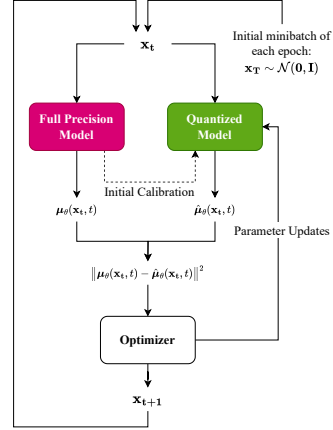 Initial minibatch of
each epoch:
x_T ∼ 𝒩(0, I)
x_t
Full Precision
Model
Quantized
Model
Initial Calibration
μ_θ(x_t, t)
μ̂_θ(x_t, t)
Parameter Updates
‖μ_θ(x_t, t) − μ̂_θ(x_t, t)‖²
Optimizer
x_{t+1}